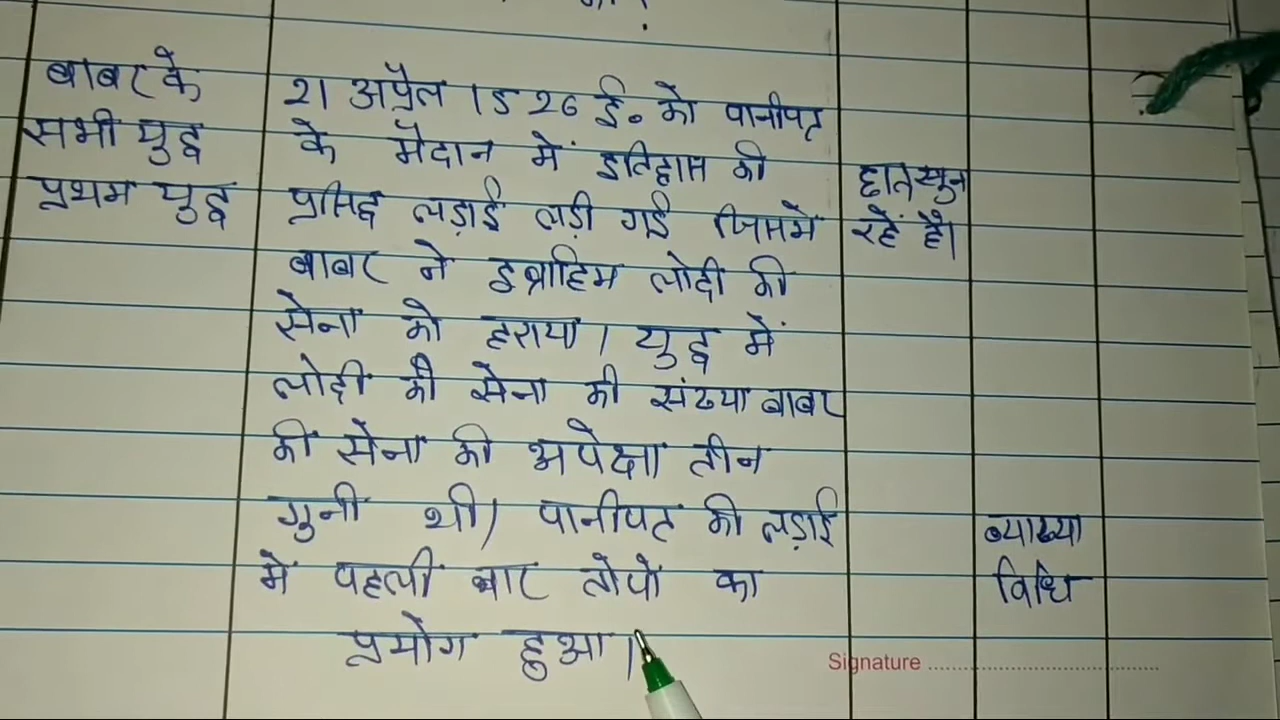 बाबर के
सभी युद्ध
प्रथम युद्ध
21 अप्रैल 1526 ई० को पानीपत
के मैदान में इतिहास की
प्रसिद्ध लड़ाई लड़ी गई जिसमें
बाबर ने इब्राहिम लोदी की
सेना को हराया। युद्ध में
लोदी की सेना की संख्या बाबर
की सेना की अपेक्षा तीन
गुनी थी। पानीपत की लड़ाई
में पहली बार तोपों का
प्रयोग हुआ।
छात्र सुन
रहें हैं।
व्याख्या
विधि
Signature